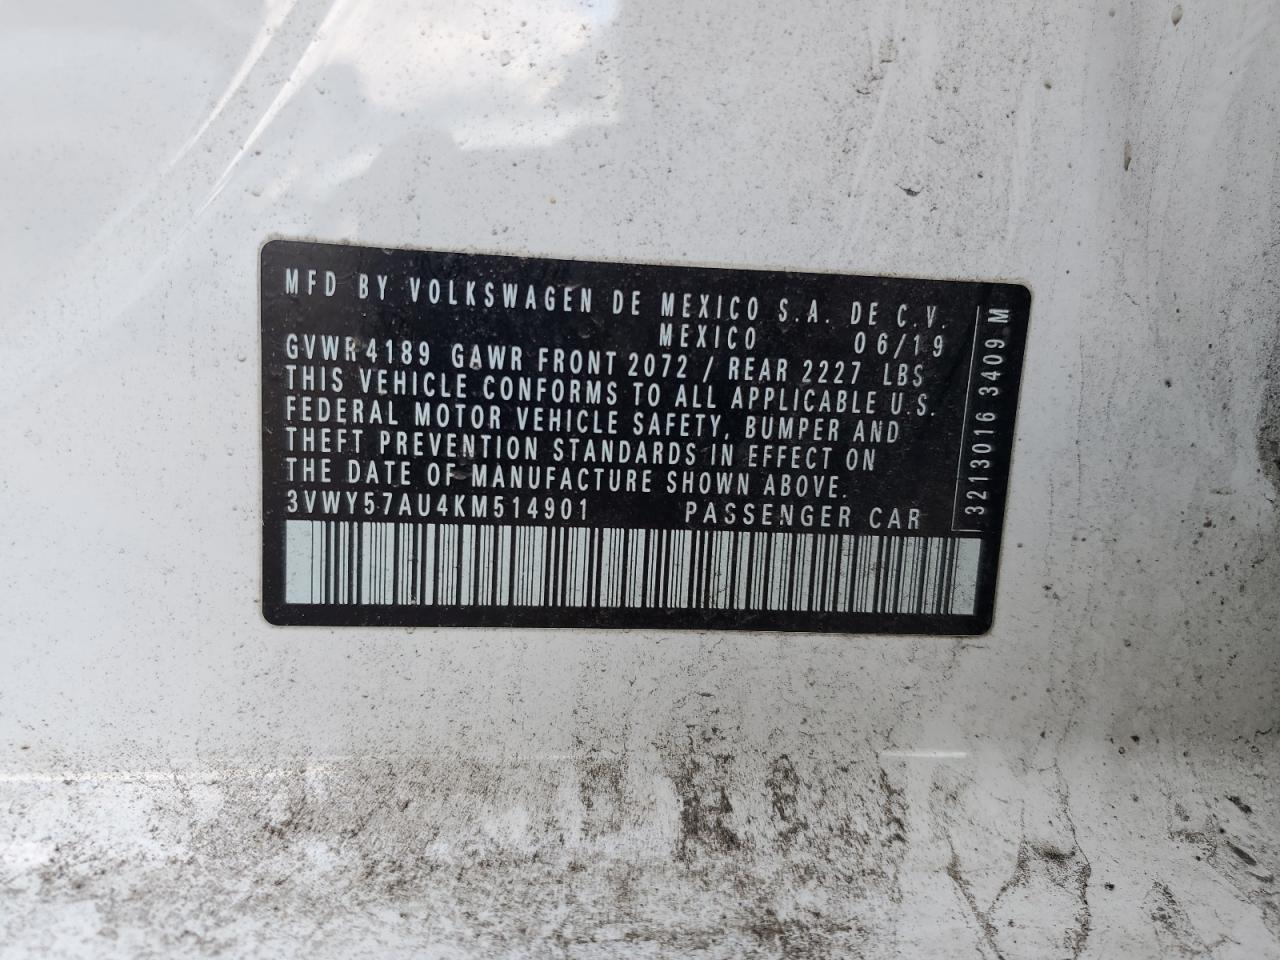 MFD BY VOLKSWAGEN DE MEXICO S.A. DE C.V.
MEXICO 06/19
GVWR 4189 GAWR FRONT 2072 / REAR 2227 LBS
THIS VEHICLE CONFORMS TO ALL APPLICABLE U.S.
FEDERAL MOTOR VEHICLE SAFETY, BUMPER AND
THEFT PREVENTION STANDARDS IN EFFECT ON
THE DATE OF MANUFACTURE SHOWN ABOVE.
3VWY57AU4KM514901 PASSENGER CAR
3213016 3409 M